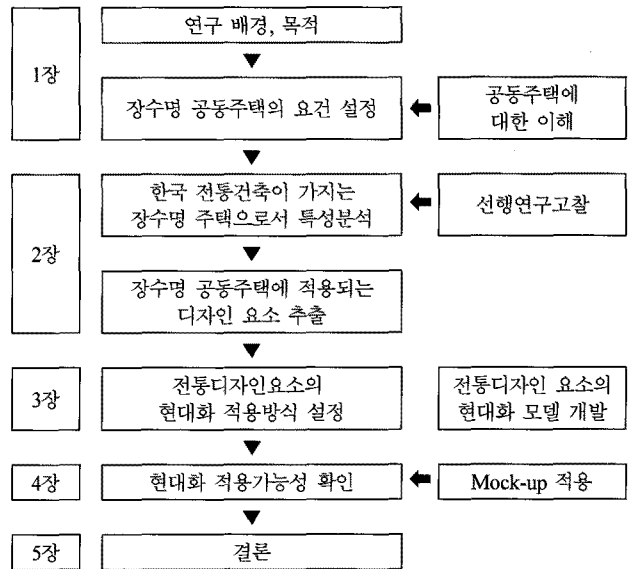 연구 배경, 목적
1장
장수명 공동주택의 요건 설정
공동주택에
대한 이해
한국 전통건축이 가지는
장수명 주택으로서 특성분석
선행연구고찰
2장
장수명 공동주택에 적용되는
디자인 요소 추출
3장
전통디자인요소의
현대화 적용방식 설정
전통디자인 요소의
현대화 모델 개발
4장
현대화 적용가능성 확인
Mock-up 적용
5장
결론